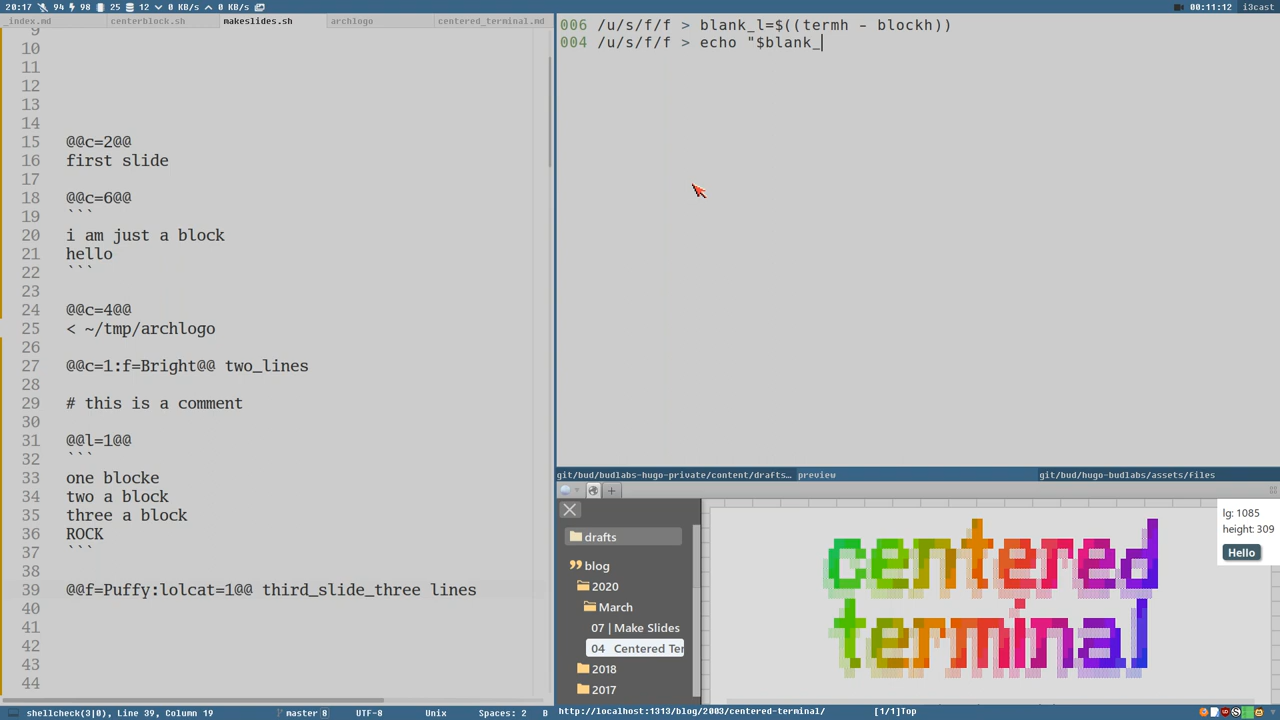 20:17 94 98 25 12 0 KB/s 0 KB/s
00:11:12 i3cast
_index.md centerblock.sh makeslides.sh archlogo centered_terminal.md
9
10
11
12
13
14
15 @@c=2@@
16 first slide
17
18 @@c=6@@
19 ```
20 i am just a block
21 hello
22 ```
23
24 @@c=4@@
25 < ~/tmp/archlogo
26
27 @@c=1:f=Bright@@ two_lines
28
29 # this is a comment
30
31 @@l=1@@
32 ```
33 one blocke
34 two a block
35 three a block
36 ROCK
37 ```
38
39 @@f=Puffy:lolcat=1@@ third_slide_three lines
40
41
42
43
44
shellcheck(3|0), Line 39, Column 19 master 8 UTF-8 Unix Spaces: 2 B
006 /u/s/f/f > blank_l=$((termh - blockh))
004 /u/s/f/f > echo "$blank_
git/bud/budlabs-hugo-private/content/drafts… preview git/bud/hugo-budlabs/assets/files
drafts
blog
2020
March
07 | Make Slides
04 Centered Ter
2018
2017
centered
terminal
lg: 1085
height: 309
Hello
http://localhost:1313/blog/2003/centered-terminal/ [1/1]Top